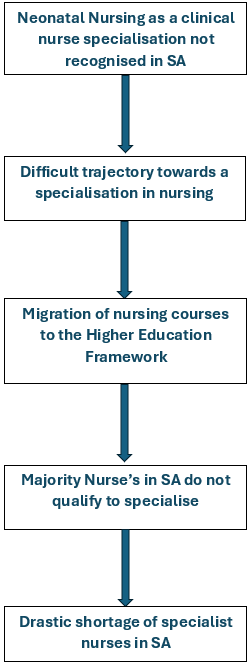 Neonatal Nursing as a clinical
nurse specialisation not
recognised in SA
Difficult trajectory towards a
specialisation in nursing
Migration of nursing courses
to the Higher Education
Framework
Majority Nurse’s in SA do not
qualify to specialise
Drastic shortage of specialist
nurses in SA